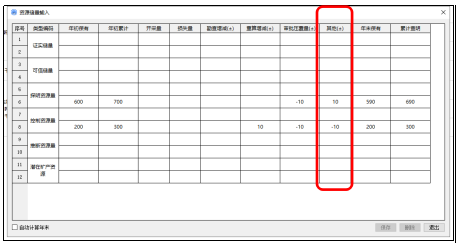 资源储量输入
序号 类型编码 年初保有 年初累计 开采量 损失量 勘查增减(±) 重算增减(±) 审批压覆量(±) 其他(±) 年末保有 累计查明
1
证实储量
2
3
可信储量
4
5
探明资源量
6 600 700 -10 10 590 690
7
控制资源量
8 200 300 10 -10 -10 200 300
9
推断资源量
10
11
潜在矿产资
源
12
自动计算年末 保存 删除 退出